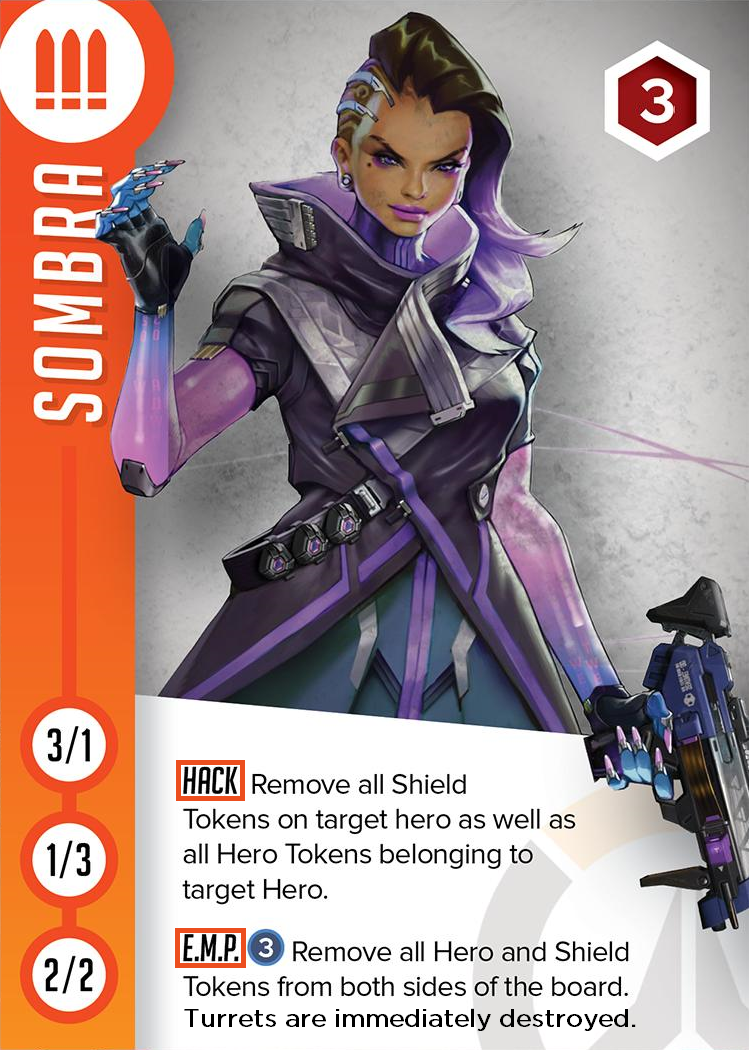 3
SOMBRA
3/1
1/3
2/2
HACK Remove all Shield
Tokens on target hero as well as
all Hero Tokens belonging to
target Hero.
E.M.P. 3 Remove all Hero and Shield
Tokens from both sides of the board.
Turrets are immediately destroyed.